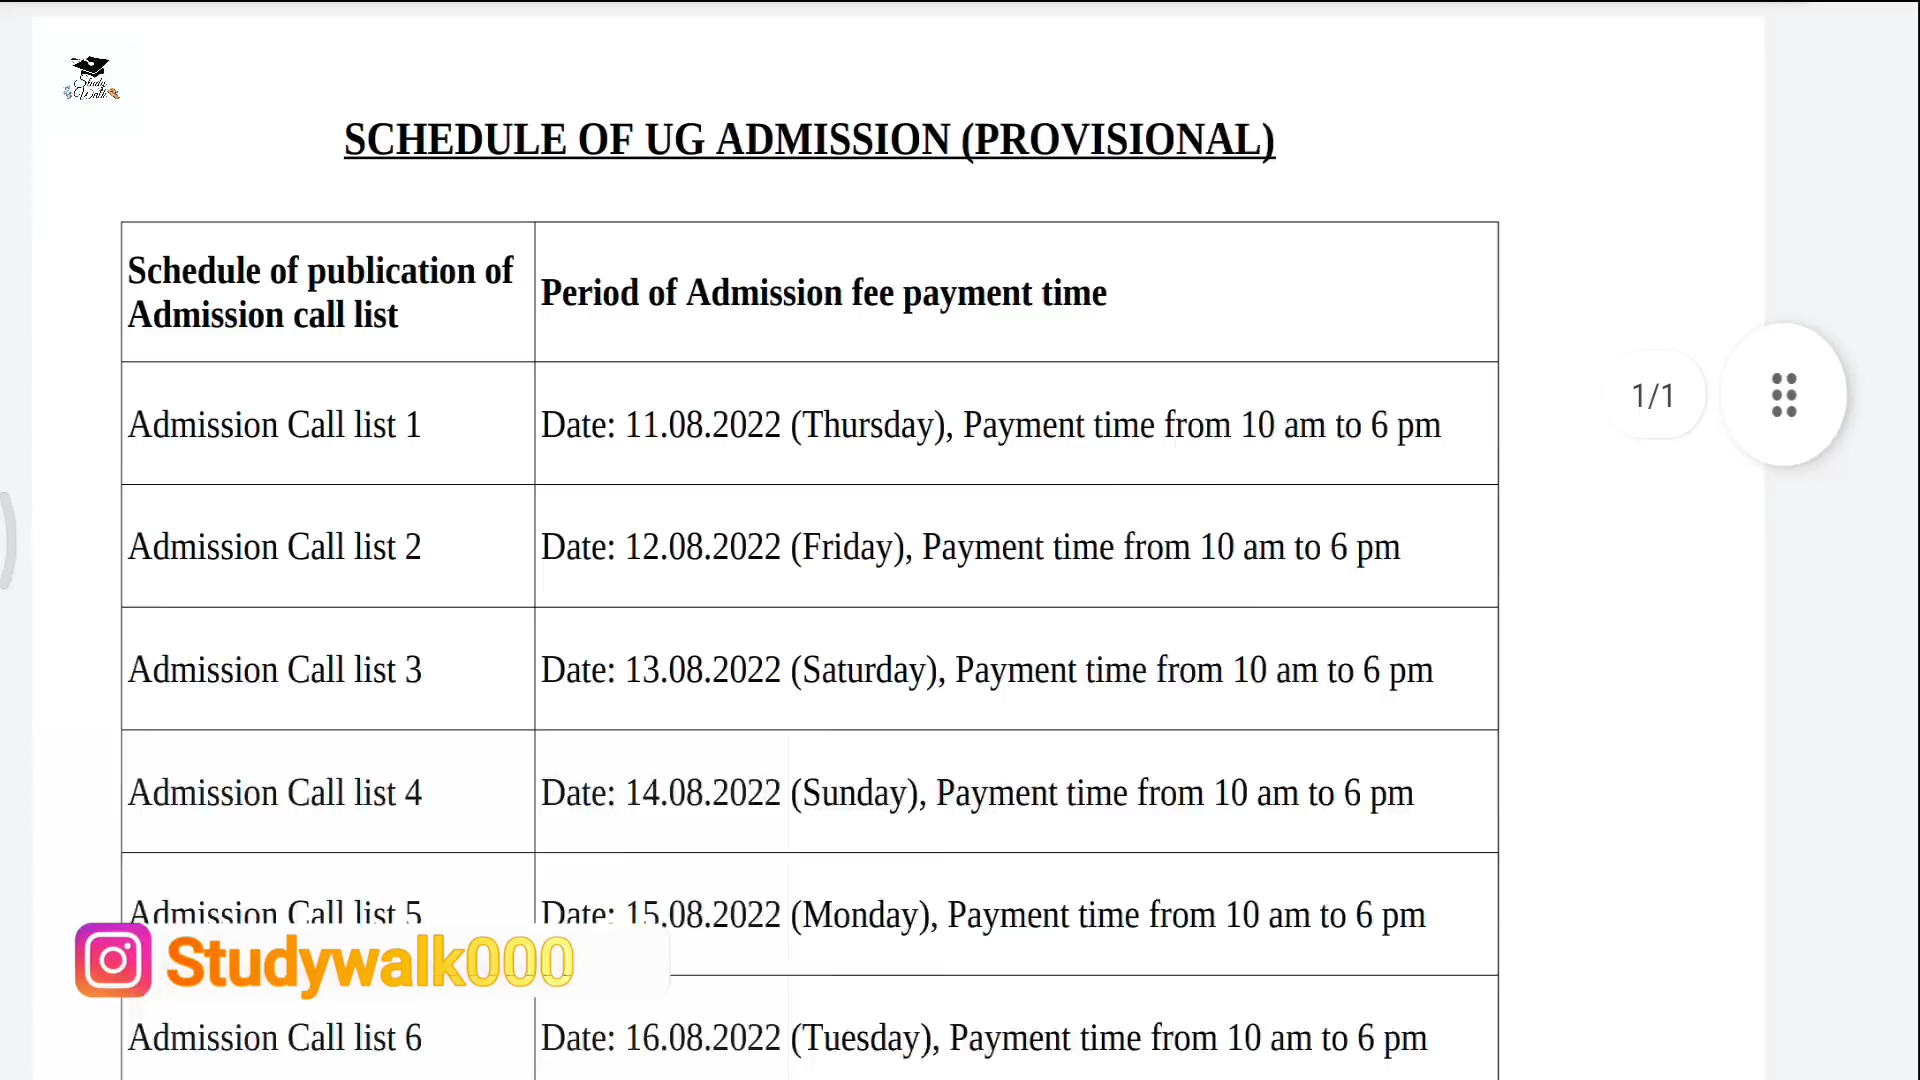 Study
Walk
SCHEDULE OF UG ADMISSION (PROVISIONAL)
Schedule of publication of
Admission call list
Period of Admission fee payment time
Admission Call list 1
Date: 11.08.2022 (Thursday), Payment time from 10 am to 6 pm
1/1
Admission Call list 2
Date: 12.08.2022 (Friday), Payment time from 10 am to 6 pm
Admission Call list 3
Date: 13.08.2022 (Saturday), Payment time from 10 am to 6 pm
Admission Call list 4
Date: 14.08.2022 (Sunday), Payment time from 10 am to 6 pm
Admission Call list 5
Date: 15.08.2022 (Monday), Payment time from 10 am to 6 pm
Studywalk000
Admission Call list 6
Date: 16.08.2022 (Tuesday), Payment time from 10 am to 6 pm